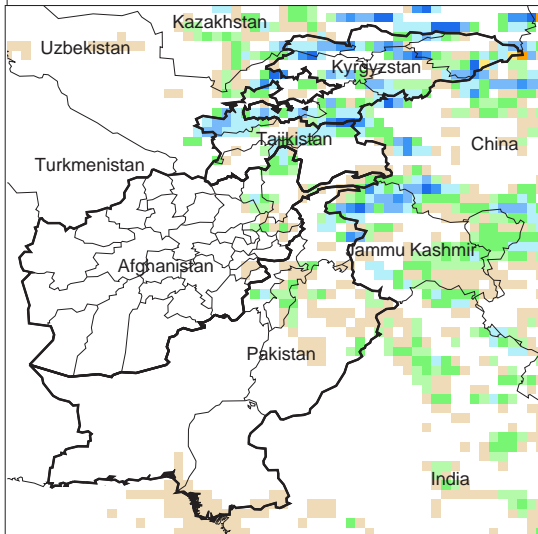 Kazakhstan
Uzbekistan
Kyrgyzstan
Tajikistan
China
Turkmenistan
Jammu Kashmir
Afghanistan
Pakistan
India